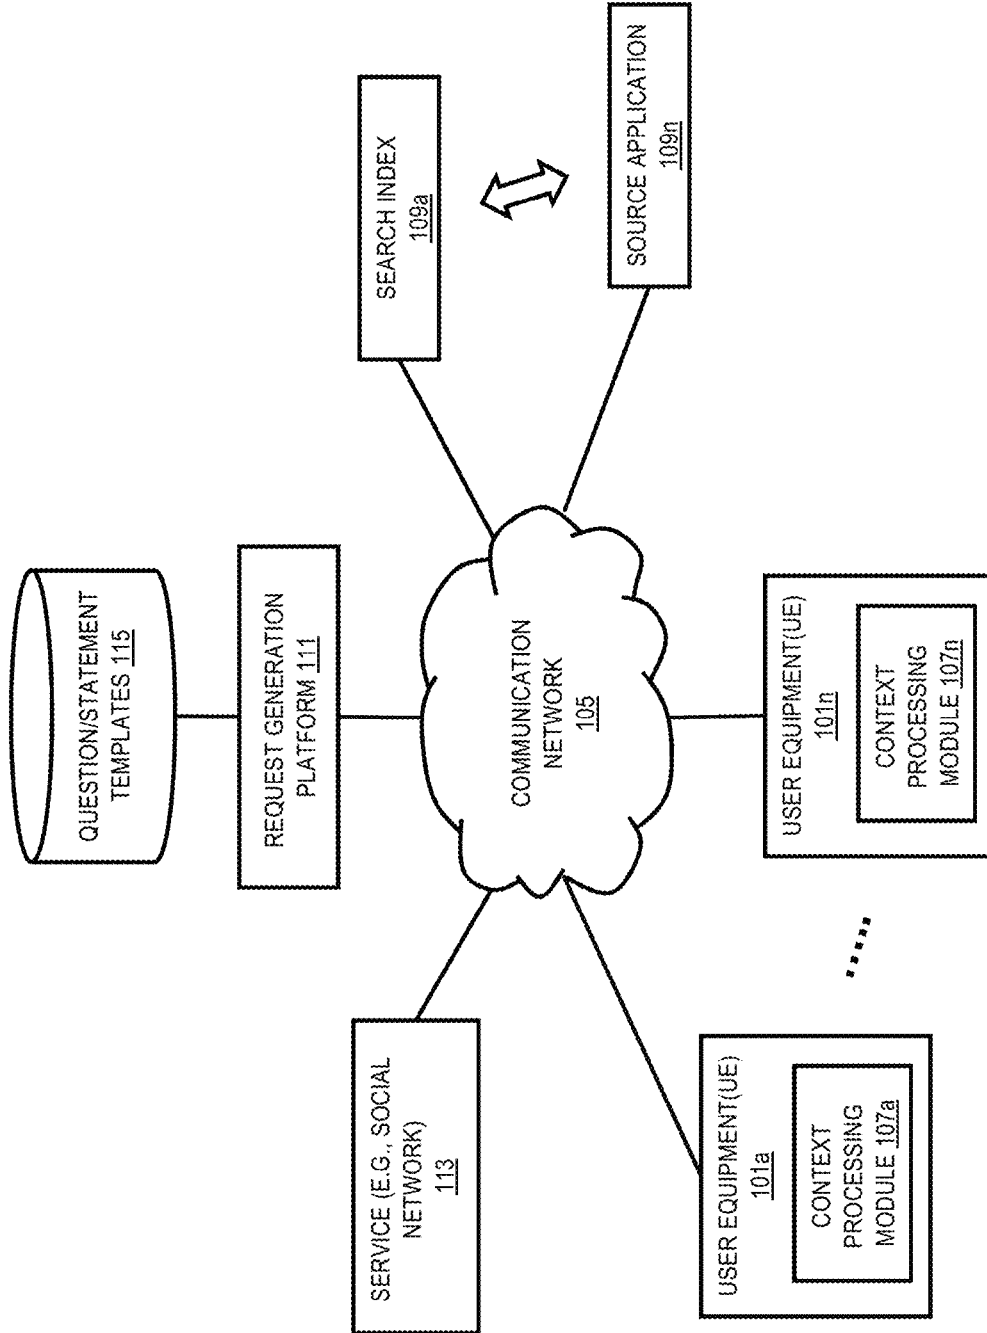 QUESTION/STATEMENT
TEMPLATES 115
REQUEST GENERATION
PLATFORM 111
SERVICE (E.G., SOCIAL
NETWORK)
113
SEARCH INDEX
109a
SOURCE APPLICATION
109n
COMMUNICATION
NETWORK
105
USER EQUIPMENT(UE)
101a
CONTEXT
PROCESSING
MODULE 107a
USER EQUIPMENT(UE)
101n
CONTEXT
PROCESSING
MODULE 107n